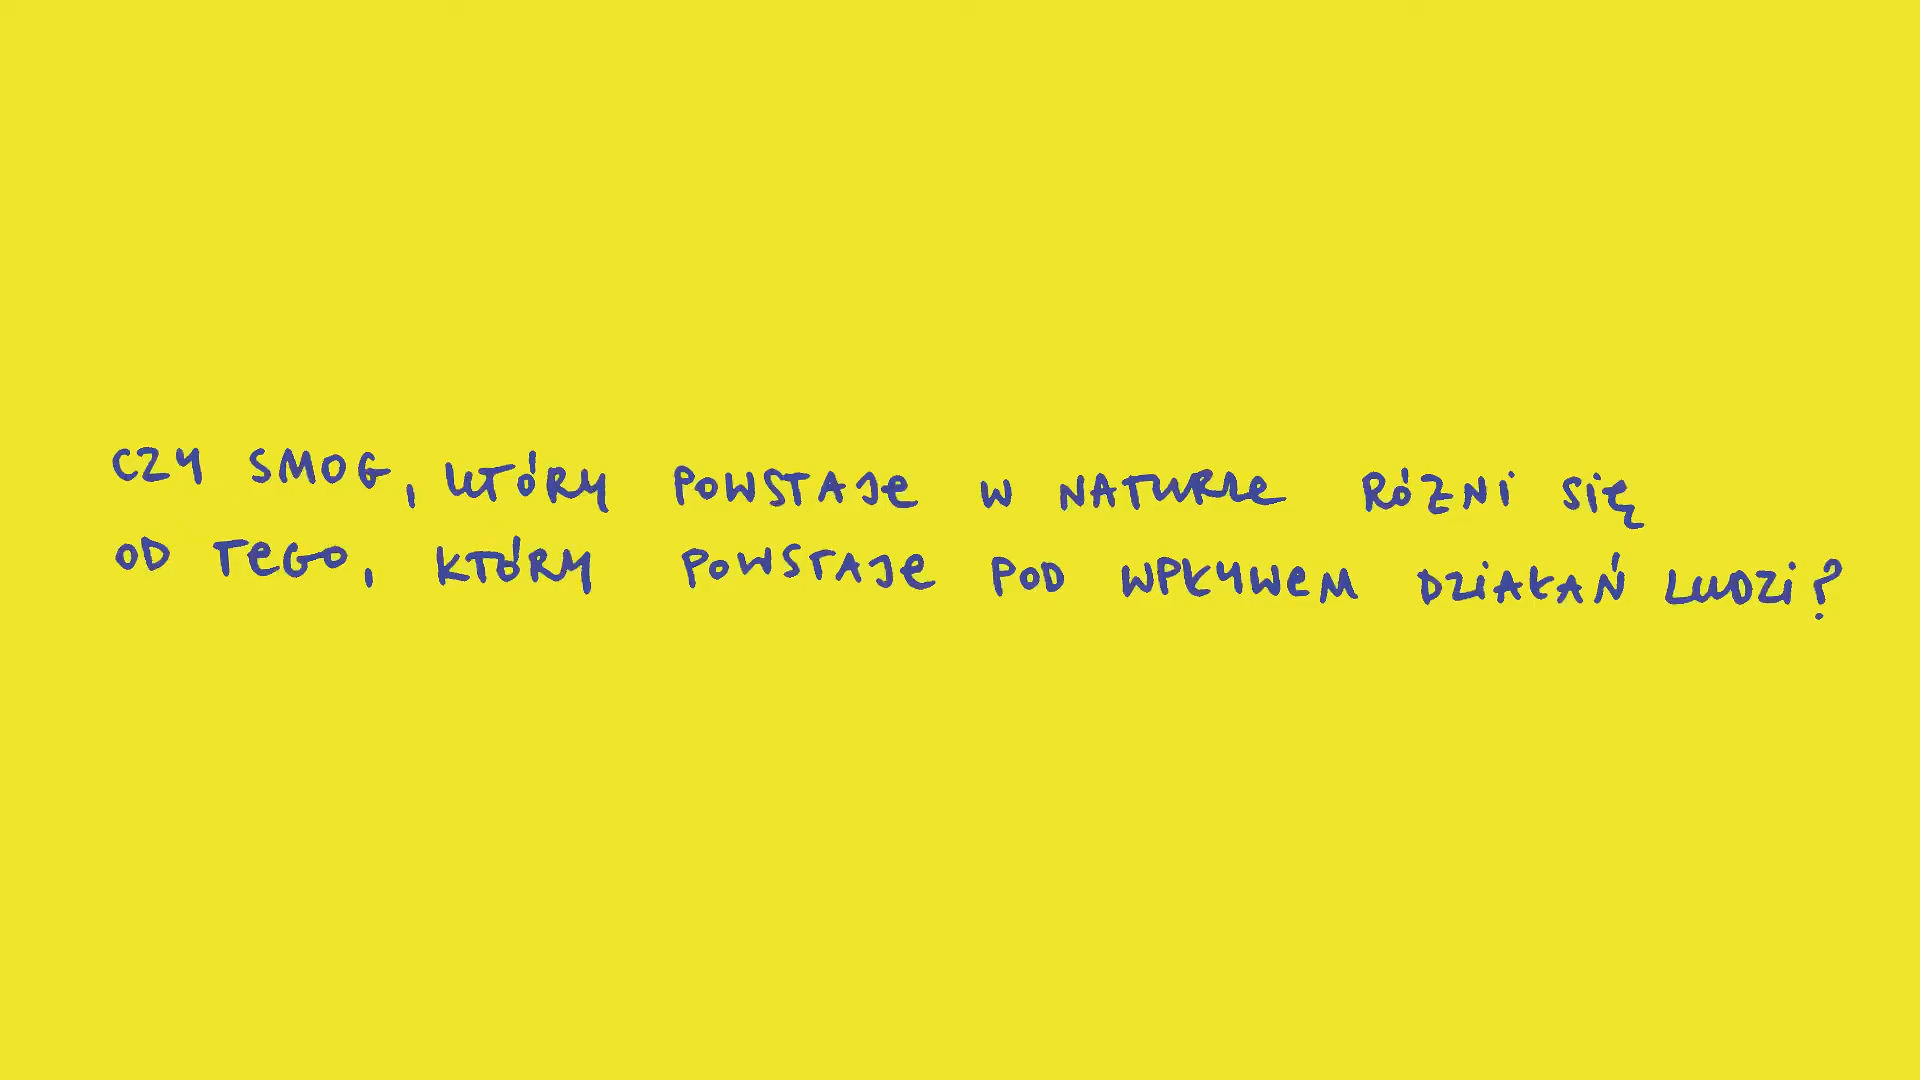 CZY SMOG, KTÓRY POWSTAJE W NATURZE RÓŻNI SIĘ
OD TEGO, KTÓRY POWSTAJE POD WPŁYWEM DZIAŁAŃ LUDZI?